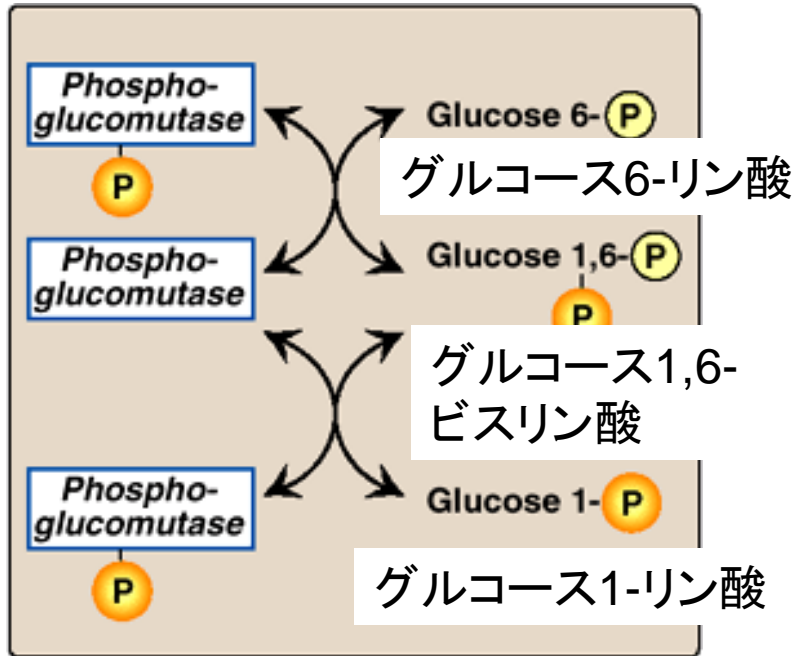 Phospho-
glucomutase
P
Glucose 6-P
グルコース6-リン酸
Phospho-
glucomutase
Glucose 1,6-P
P
グルコース1,6-
ビスリン酸
Phospho-
glucomutase
P
Glucose 1-P
グルコース1-リン酸